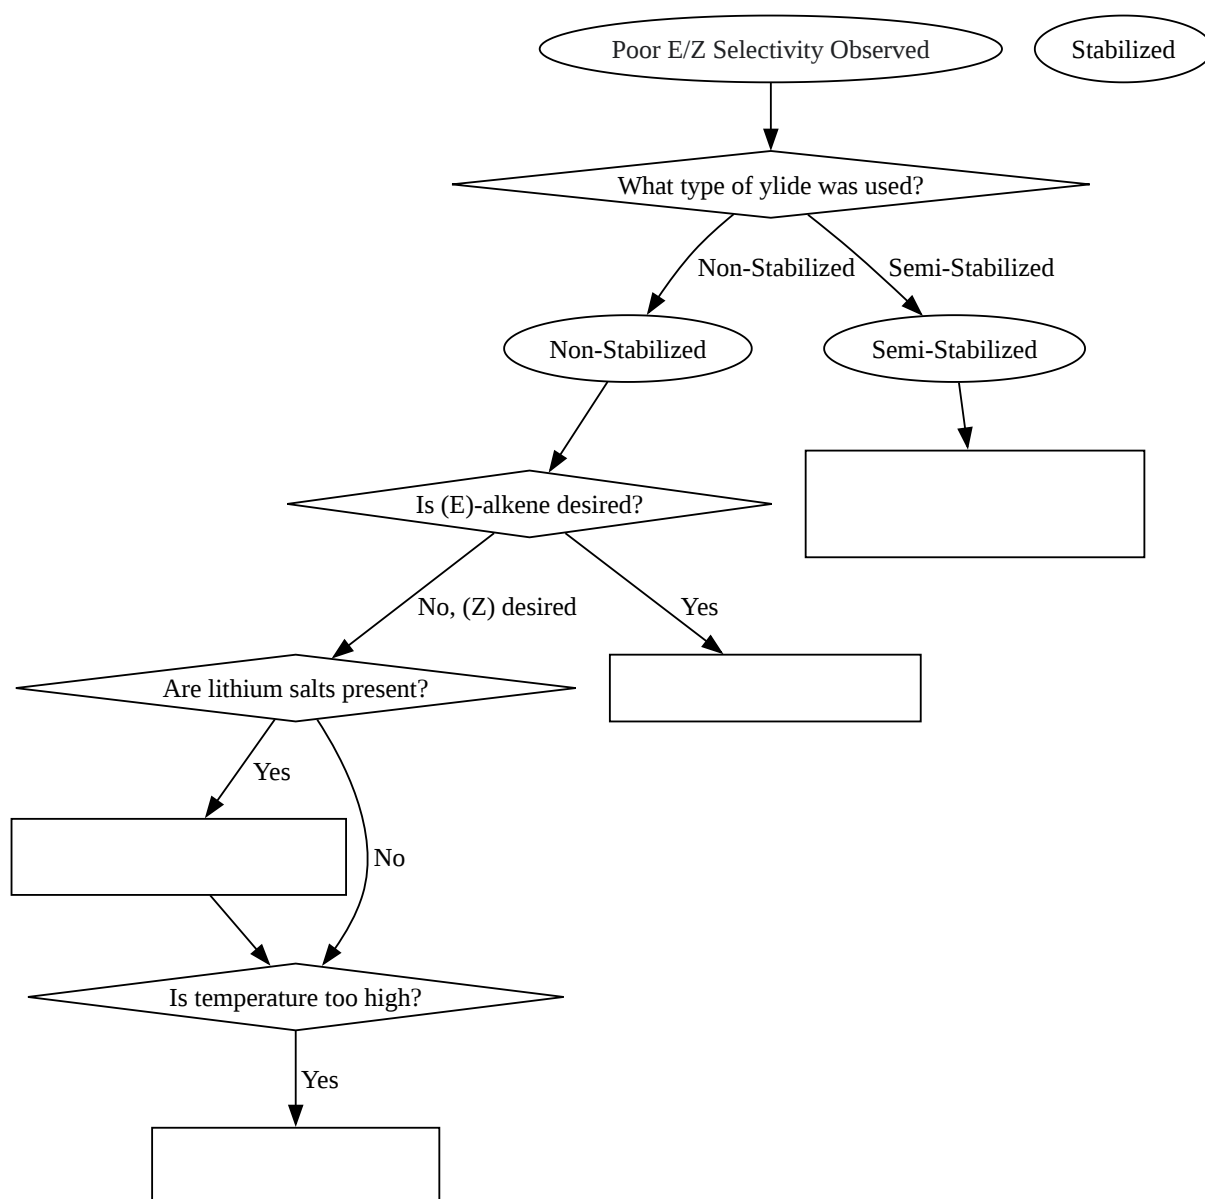 Poor E/Z Selectivity Observed
Stabilized
What type of ylide was used?
Non-Stabilized
Semi-Stabilized
Non-Stabilized
Semi-Stabilized
Is (E)-alkene desired?
No, (Z) desired
Yes
Are lithium salts present?
Yes
No
Is temperature too high?
Yes